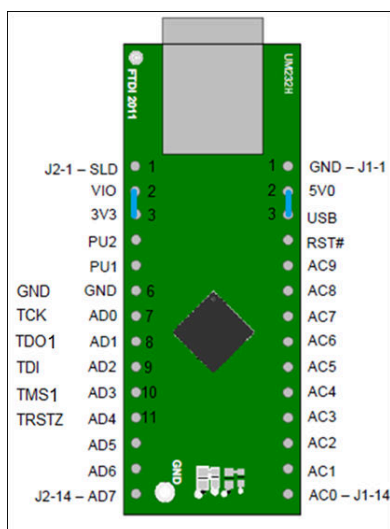 FTDI 2011
UM232H
J2-1 – SLD 1
1 GND – J1-1
VIO 2
2 5V0
3V3 3
3 USB
PU2
RST#
PU1
AC9
GND GND 6
AC8
TCK AD0 7
AC7
TDO1 AD1 8
AC6
TDI AD2 9
AC5
TMS1 AD3 10
AC4
TRSTZ AD4 11
AC3
AD5
AC2
AD6
AC1
GND
J2-14 – AD7
AC0 – J1-14